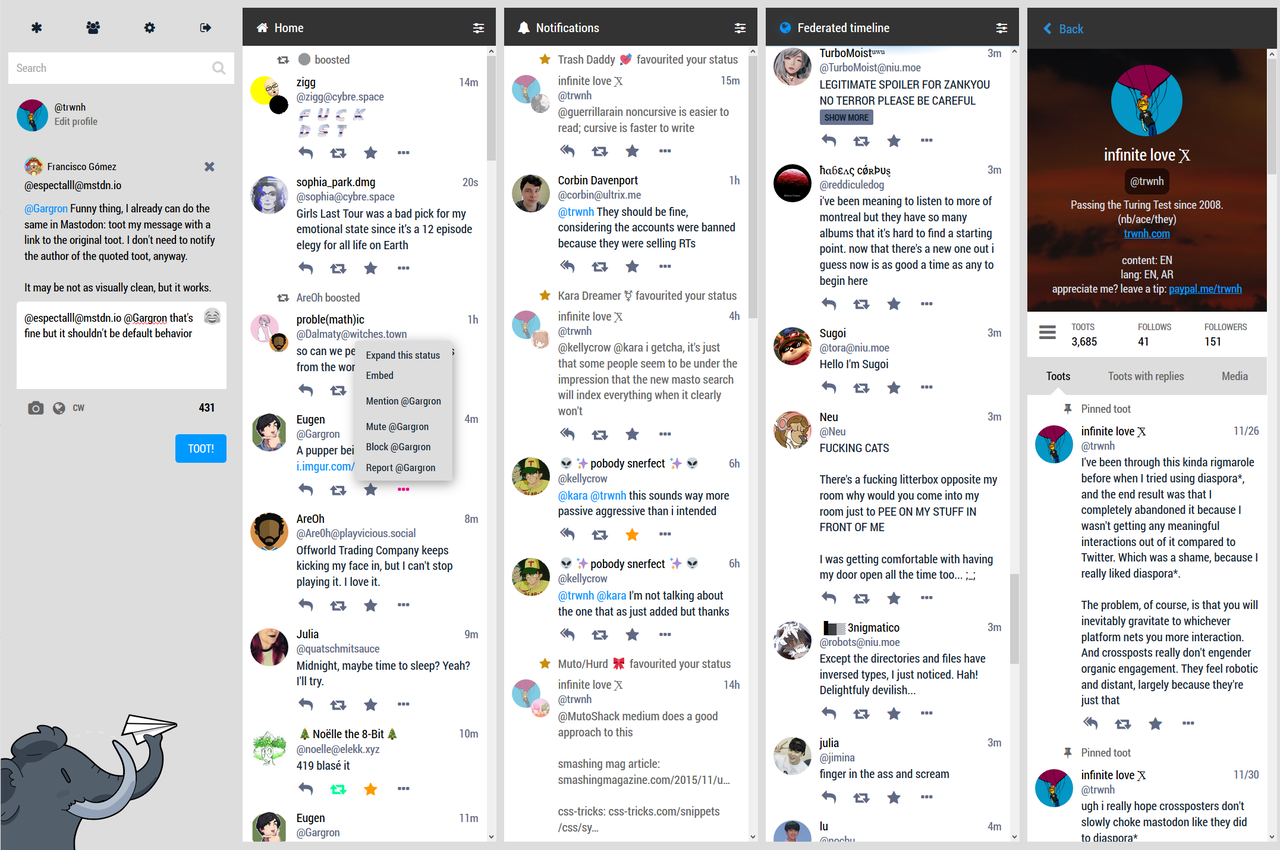 Search
@trwnh
Edit profile
Francisco Gómez
@espectalll@mstdn.io
@Gargron Funny thing, I already can do the
same in Mastodon: toot my message with a
link to the original toot. I don't need to notify
the author of the quoted toot, anyway.
It may be not as visually clean, but it works.
@espectalll@mstdn.io @Gargron that's
fine but it shouldn't be default behavior
CW
431
TOOT!
Home
boosted
zigg
14m
@zigg@cybre.space
FUCK
DST
sophia_park.dmg
20s
@sophia@cybre.space
Girls Last Tour was a bad pick for my
emotional state since it's a 12 episode
elegy for all life on Earth
AreOh boosted
proble(math)ic
1h
@Dalmaty@witches.town
so can we pe
s
from the wor
Expand this status
Embed
Mention @Gargron
Mute @Gargron
Block @Gargron
Report @Gargron
Eugen
4m
@Gargron
A pupper bei
i.imgur.com/
AreOh
8m
@Are0h@playvicious.social
Offworld Trading Company keeps
kicking my face in, but I can't stop
playing it. I love it.
Julia
9m
@quatschmitsauce
Midnight, maybe time to sleep? Yeah?
I'll try.
🎄 Noëlle the 8-Bit 🎄
10m
@noelle@elekk.xyz
419 blasé it
Eugen
11m
@Gargron
Notifications
Trash Daddy 💘 favourited your status
infinite love 𝕏
15m
@trwnh
@guerrillarain noncursive is easier to
read; cursive is faster to write
Corbin Davenport
1h
@corbin@ultrix.me
@trwnh They should be fine,
considering the accounts were banned
because they were selling RTs
Kara Dreamer ⚧ favourited your status
infinite love 𝕏
4h
@trwnh
@kellycrow @kara i getcha, it's just
that some people seem to be under the
impression that the new masto search
will index everything when it clearly
won't
👽 ✨ pobody snerfect ✨ 👽
6h
@kellycrow
@kara @trwnh this sounds way more
passive aggressive than i intended
👽 ✨ pobody snerfect ✨ 👽
6h
@kellycrow
@trwnh @kara I'm not talking about
the one that as just added but thanks
Muto/Hurd 🎀 favourited your status
infinite love 𝕏
14h
@trwnh
@MutoShack medium does a good
approach to this
smashing mag article:
smashingmagazine.com/2015/11/u…
css-tricks: css-tricks.com/snippets
/css/sy…
Federated timeline
TurboMoistᵘʷᵘ
3m
@TurboMoist@niu.moe
LEGITIMATE SPOILER FOR ZANKYOU
NO TERROR PLEASE BE CAREFUL
SHOW MORE
3m
@reddiculedog
i've been meaning to listen to more of
montreal but they have so many
albums that it's hard to find a starting
point. now that there's a new one out i
guess now is as good a time as any to
begin here
Sugoi
3m
@tora@niu.moe
Hello I'm Sugoi
Neu
3m
@Neu
FUCKING CATS
There's a fucking litterbox opposite my
room why would you come into my
room just to PEE ON MY STUFF IN
FRONT OF ME
I was getting comfortable with having
my door open all the time too... ;_;
3nigmatico
3m
@robots@niu.moe
Except the directories and files have
inversed types, I just noticed. Hah!
Delightfuly devilish...
julia
3m
@jimina
finger in the ass and scream
lu
4m
@nochu
Back
infinite love 𝕏
@trwnh
Passing the Turing Test since 2008.
(nb/ace/they)
trwnh.com
content: EN
lang: EN, AR
appreciate me? leave a tip: paypal.me/trwnh
TOOTS
3,685
FOLLOWS
41
FOLLOWERS
151
Toots
Toots with replies
Media
Pinned toot
infinite love 𝕏
11/26
@trwnh
I've been through this kinda rigmarole
before when I tried using diaspora*,
and the end result was that I
completely abandoned it because I
wasn't getting any meaningful
interactions out of it compared to
Twitter. Which was a shame, because I
really liked diaspora*.
The problem, of course, is that you will
inevitably gravitate to whichever
platform nets you more interaction.
And crossposts really don't engender
organic engagement. They feel robotic
and distant, largely because they're
just that
Pinned toot
infinite love 𝕏
11/30
@trwnh
ugh i really hope crossposters don't
slowly choke mastodon like they did
to diaspora*